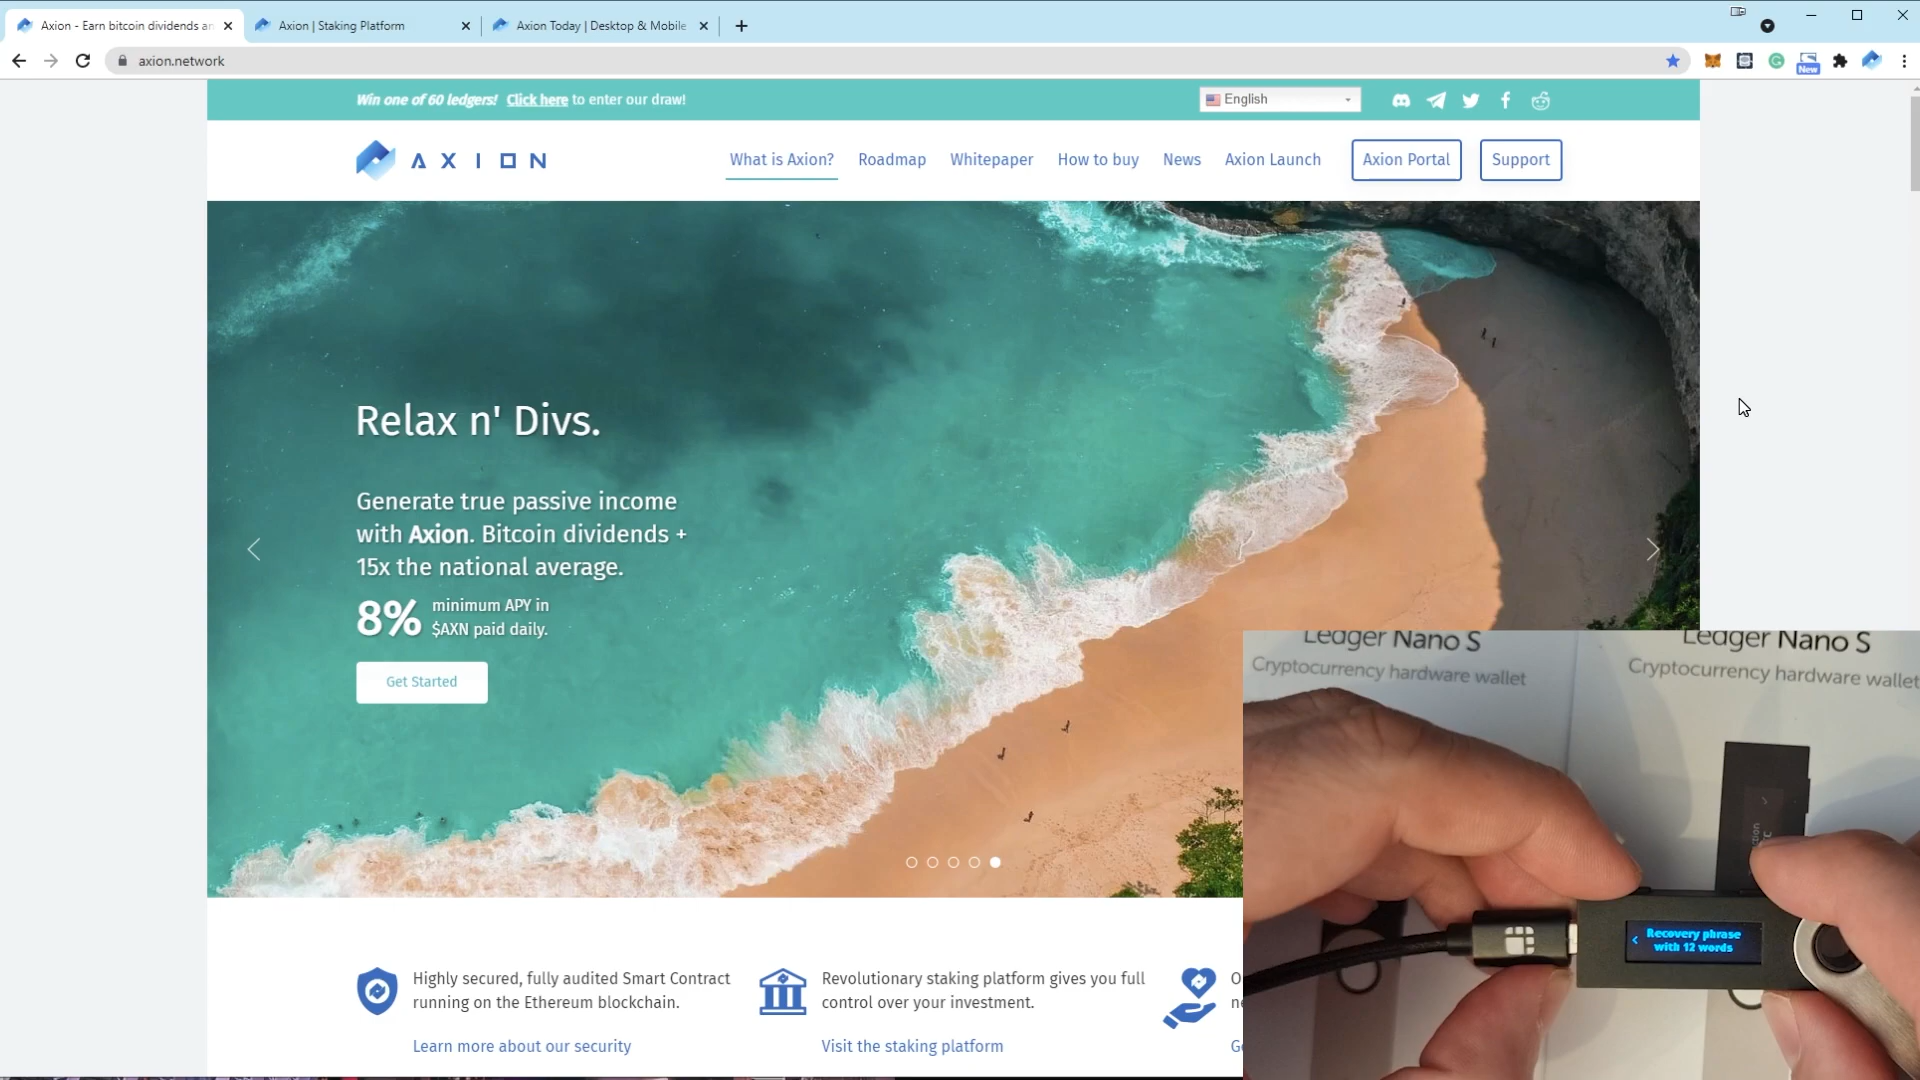 Axion - Earn bitcoin dividends an
Axion | Staking Platform
Axion Today | Desktop & Mobile
axion.network
New
Win one of 60 ledgers! Click here to enter our draw!
English
AXION
What is Axion?
Roadmap
Whitepaper
How to buy
News
Axion Launch
Axion Portal
Support
Relax n' Divs.
Generate true passive income
with Axion. Bitcoin dividends +
15x the national average.
8%
minimum APY in
$AXN paid daily.
Get Started
Highly secured, fully audited Smart Contract
running on the Ethereum blockchain.
Learn more about our security
Revolutionary staking platform gives you full
control over your investment.
Visit the staking platform
Ledger Nano S
Cryptocurrency hardware wallet
Ledger Nano S
Cryptocurrency hardware wallet
Recovery phrase
with 12 words